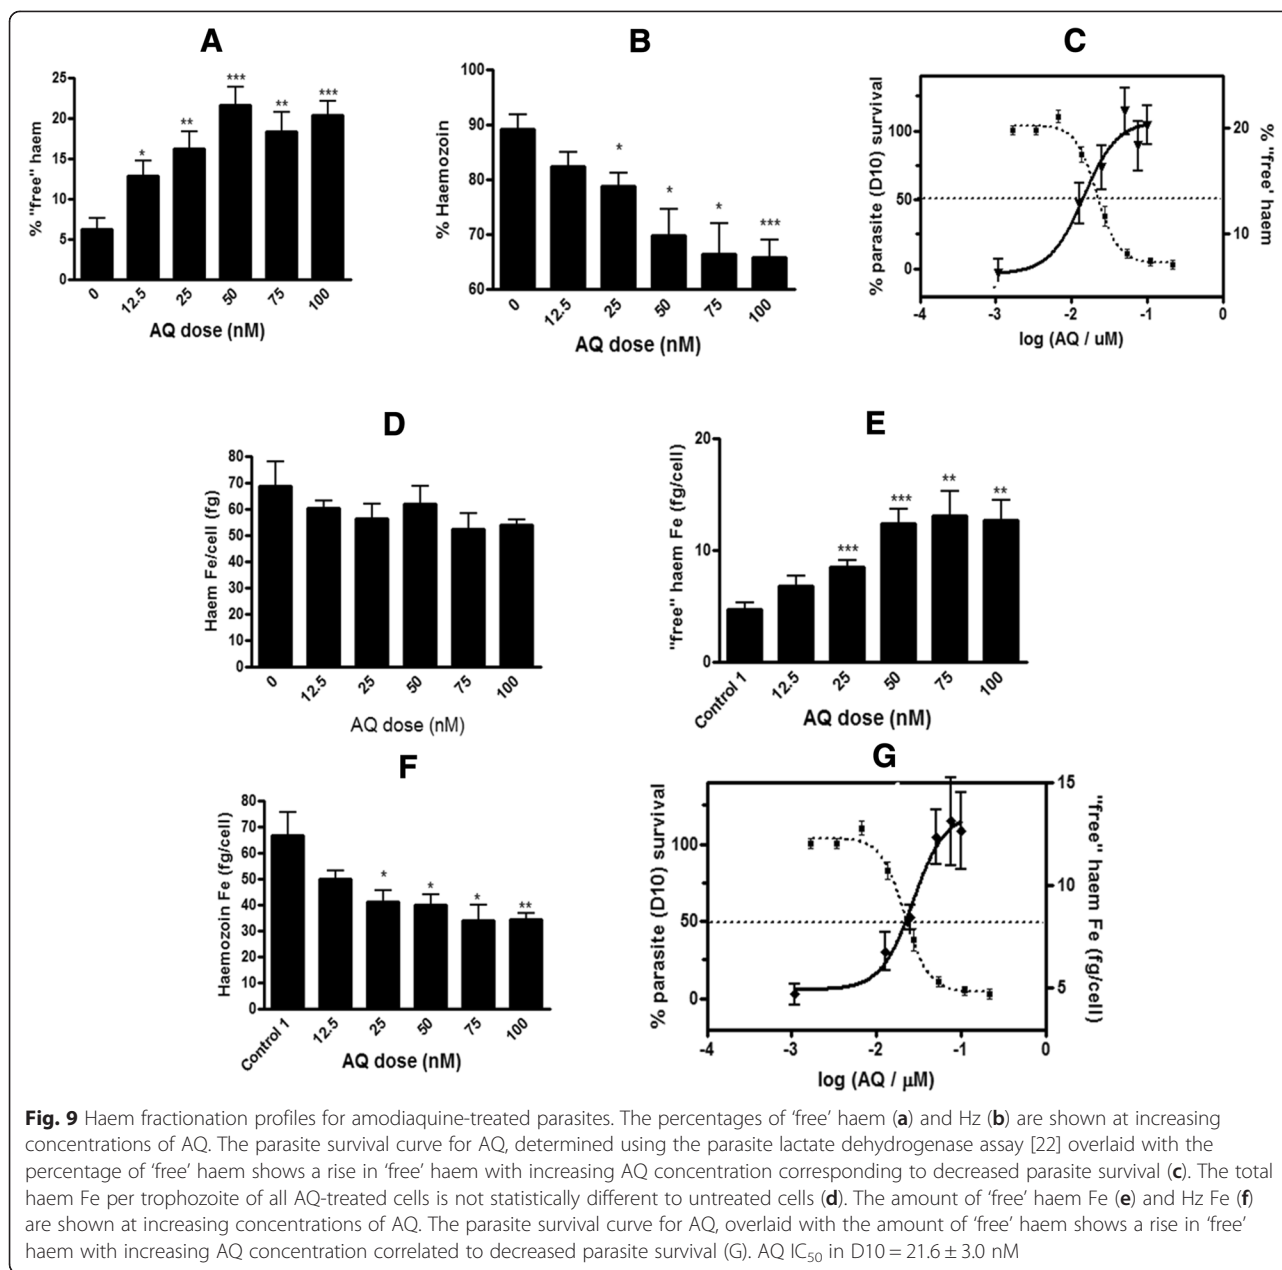 A
% "free" haem
25
20
15
10
5
0
*
**
***
**
***
0 12.5 25 50 75 100
AQ dose (nM)
B
% Haemozoin
100
90
80
70
60
*
*
*
***
0 12.5 25 50 75 100
AQ dose (nM)
C
% parasite (D10) survival
100
50
0
20
10
% "free' haem
-4 -3 -2 -1 0
log (AQ / uM)
D
Haem Fe/cell (fg)
80
70
60
50
40
30
20
10
0
0 12.5 25 50 75 100
AQ dose (nM)
E
"free" haem Fe (fg/cell)
20
10
0
***
***
**
**
Control 1 12.5 25 50 75 100
AQ dose (nM)
F
Haemozoin Fe (fg/cell)
80
70
60
50
40
30
20
10
0
*
*
*
**
Control 1 12.5 25 50 75 100
AQ dose (nM)
G
% parasite (D10) survival
100
50
0
15
10
5
"free" haem Fe (fg/cell)
-4 -3 -2 -1 0
log (AQ / µM)
Fig. 9 Haem fractionation profiles for amodiaquine-treated parasites. The percentages of ‘free’ haem (a) and Hz (b) are shown at increasing
concentrations of AQ. The parasite survival curve for AQ, determined using the parasite lactate dehydrogenase assay [22] overlaid with the
percentage of ‘free’ haem shows a rise in ‘free’ haem with increasing AQ concentration corresponding to decreased parasite survival (c). The total
haem Fe per trophozoite of all AQ-treated cells is not statistically different to untreated cells (d). The amount of ‘free’ haem Fe (e) and Hz Fe (f)
are shown at increasing concentrations of AQ. The parasite survival curve for AQ, overlaid with the amount of ‘free’ haem shows a rise in ‘free’
haem with increasing AQ concentration correlated to decreased parasite survival (G). AQ IC50 in D10 = 21.6 ± 3.0 nM